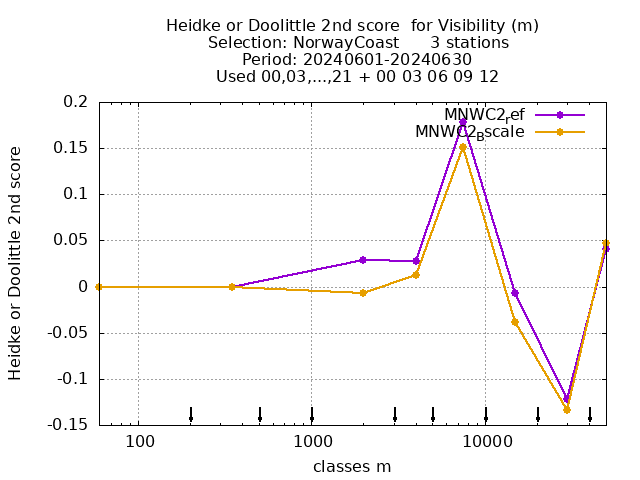 Heidke or Doolittle 2nd score  for Visibility (m)
Selection: NorwayCoast      3 stations
Period: 20240601-20240630
Used 00,03,...,21 + 00 03 06 09 12
MNWC2ref
MNWC2Bscale
0.2
0.15
0.1
0.05
0
-0.05
-0.1
-0.15
Heidke or Doolittle 2nd score
100
1000
10000
classes m